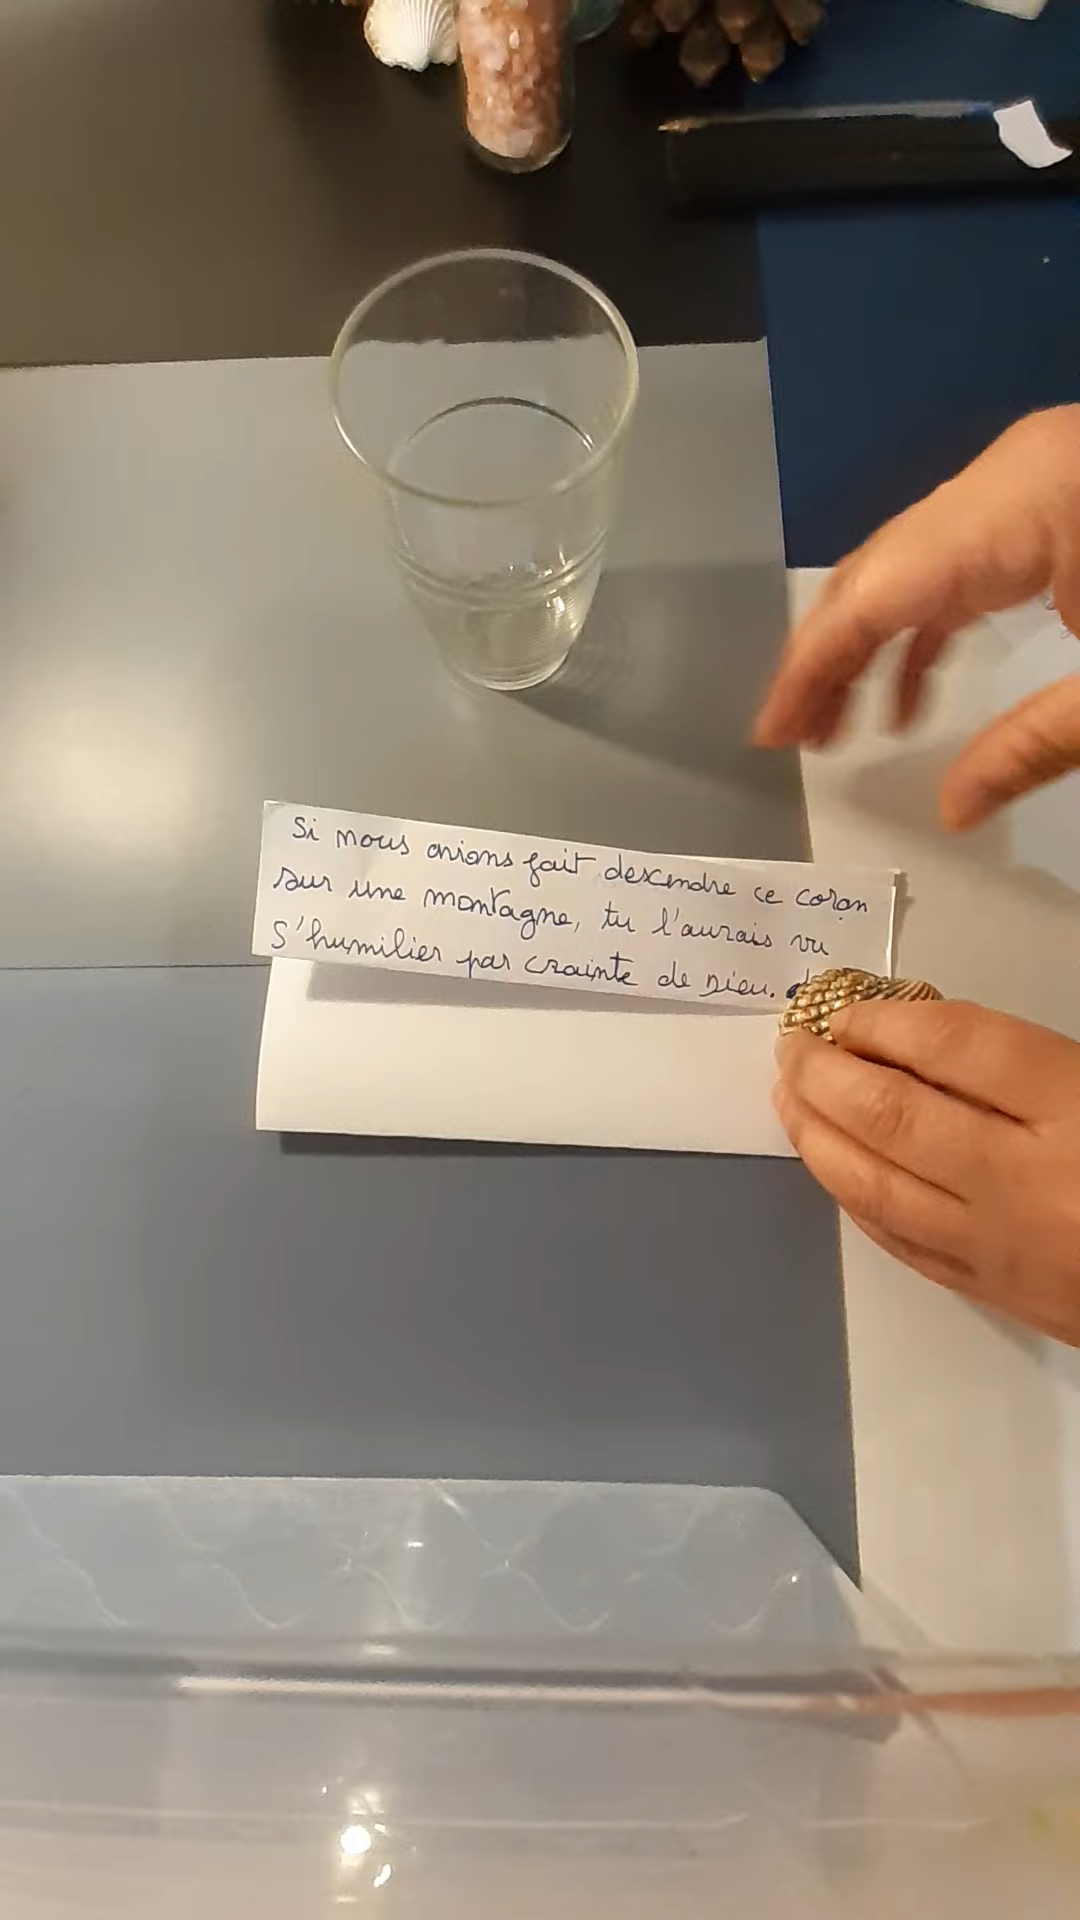 Si nous avions fait descendre ce coran
sur une montagne, tu l'aurais vu
s'humilier par crainte de Dieu.